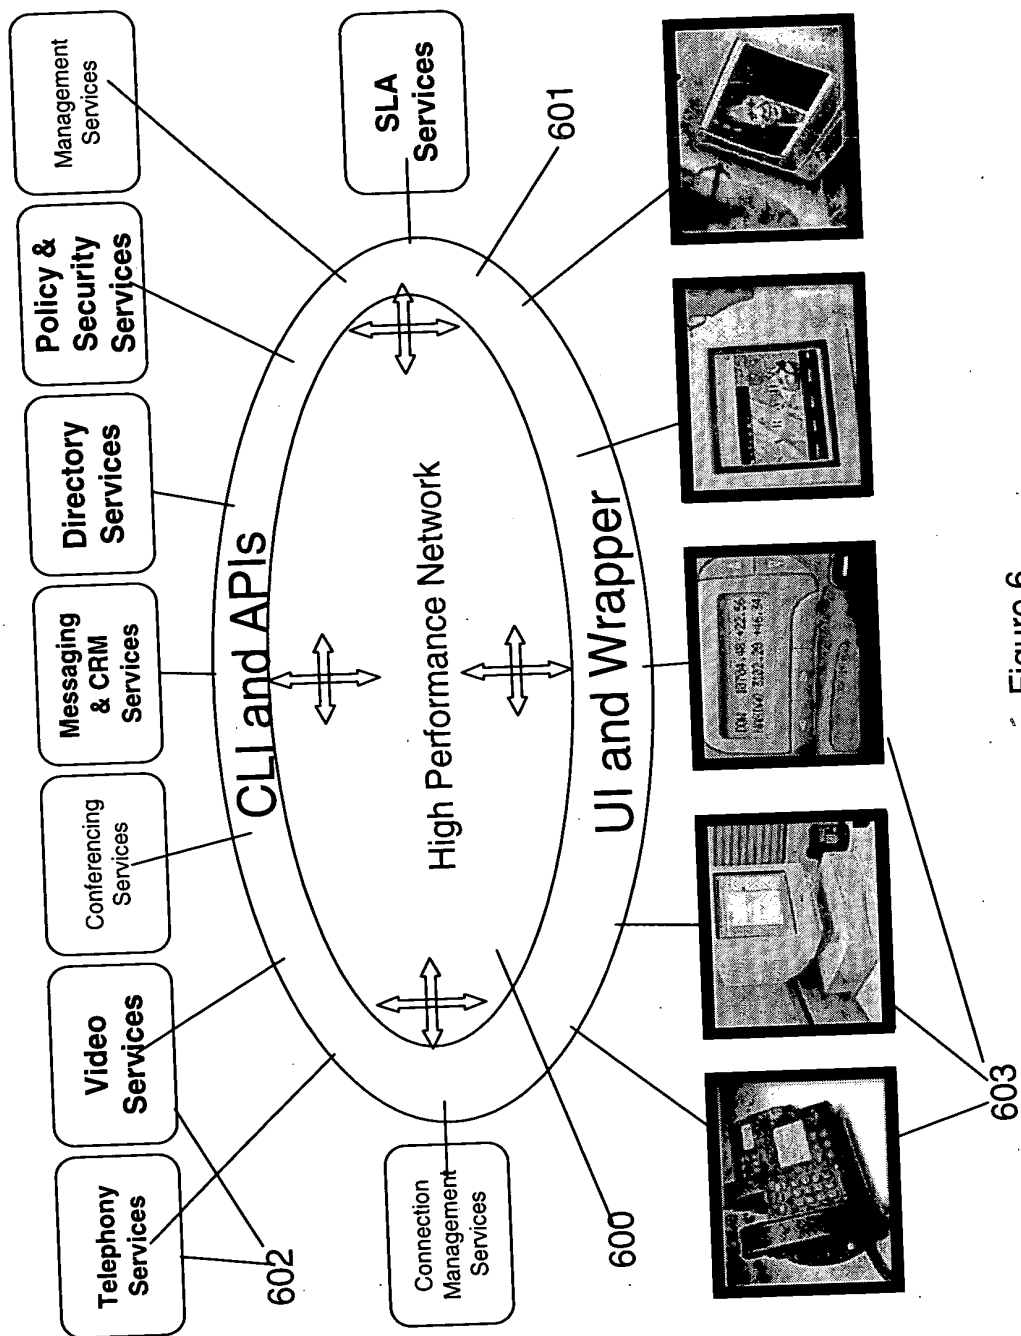 Telephony
Services
Video
Services
Conferencing
Services
Messaging
& CRM
Services
Directory
Services
Policy &
Security
Services
Management
Services
602
CLI and APIs
Connection
Management
Services
High Performance Network
SLA
Services
600
601
UI and Wrapper
DOW
603
Figure 6